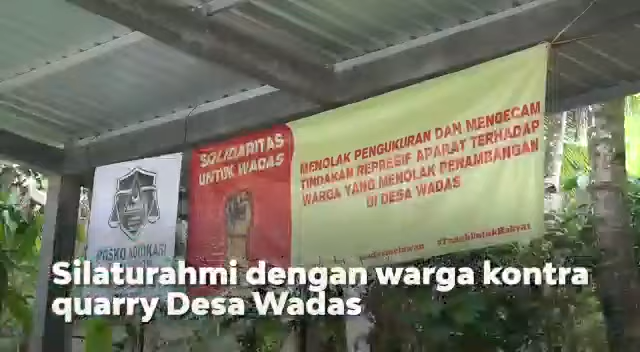 SOLIDARITAS
UNTUK WADAS
MENOLAK PENGUKURAN DAN MENGECAM
TINDAKAN REPRESIF APARAT TERHADAP
WARGA YANG MENOLAK PENAMBANGAN
DI DESA WADAS
#TanahUntukRakyat
POSKO
Silaturahmi dengan warga kontra
quarry Desa Wadas